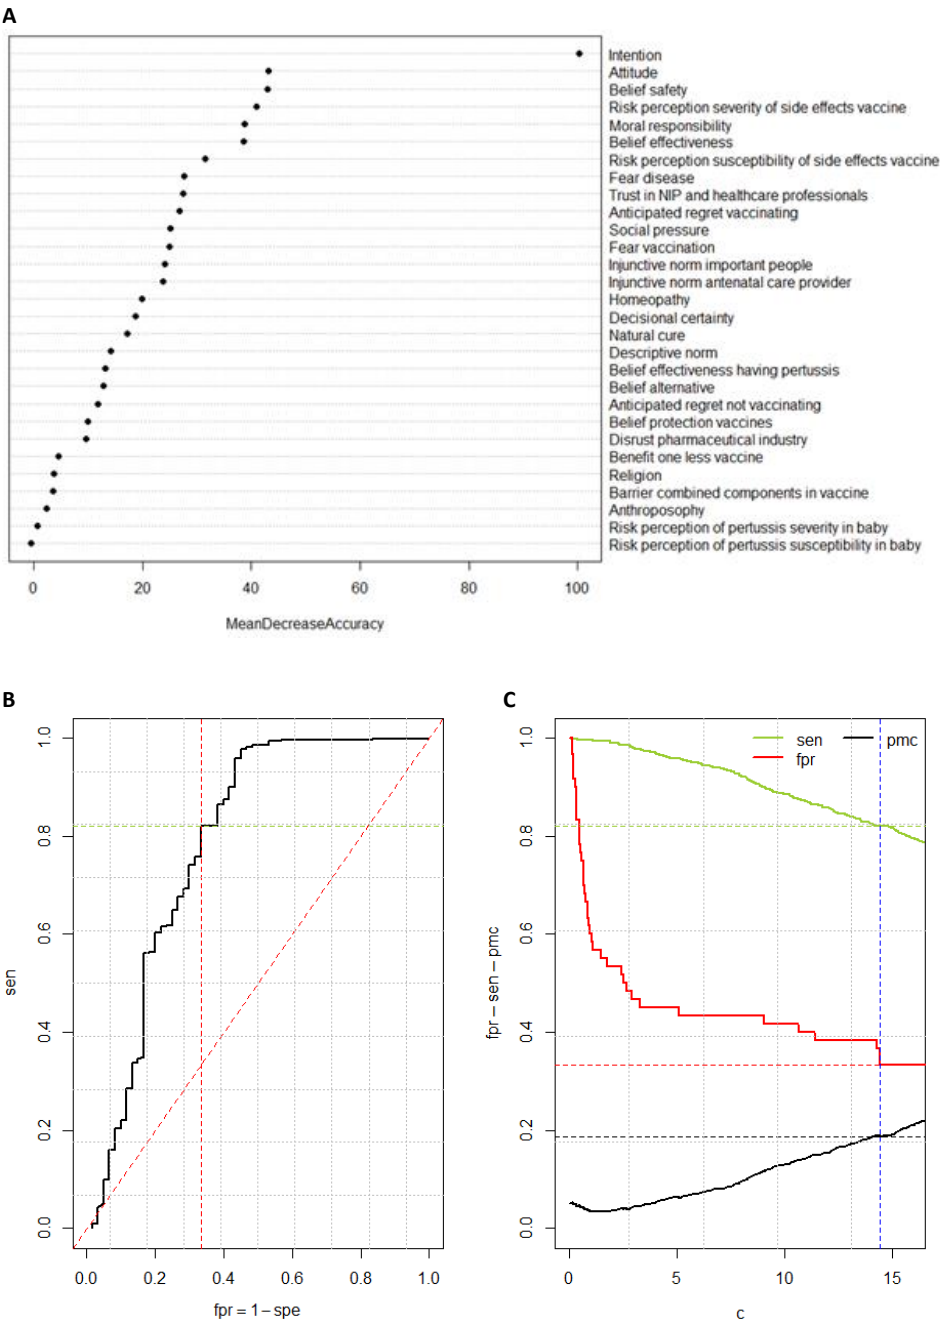 A
Intention
Attitude
Belief safety
Risk perception severity of side effects vaccine
Moral responsibility
Belief effectiveness
Risk perception susceptibility of side effects vaccine
Fear disease
Trust in NIP and healthcare professionals
Anticipated regret vaccinating
Social pressure
Fear vaccination
Injunctive norm important people
Injunctive norm antenatal care provider
Homeopathy
Decisional certainty
Natural cure
Descriptive norm
Belief effectiveness having pertussis
Belief alternative
Anticipated regret not vaccinating
Belief protection vaccines
Disrust pharmaceutical industry
Benefit one less vaccine
Religion
Barrier combined components in vaccine
Anthroposophy
Risk perception of pertussis severity in baby
Risk perception of pertussis susceptibility in baby
0 20 40 60 80 100
MeanDecreaseAccuracy
B
1.0
0.8
0.6
0.4
0.2
0.0
sen
0.0 0.2 0.4 0.6 0.8 1.0
fpr = 1 – spe
C
sen pmc
fpr
1.0
0.8
0.6
0.4
0.2
0.0
fpr – sen – pmc
0 5 10 15
c